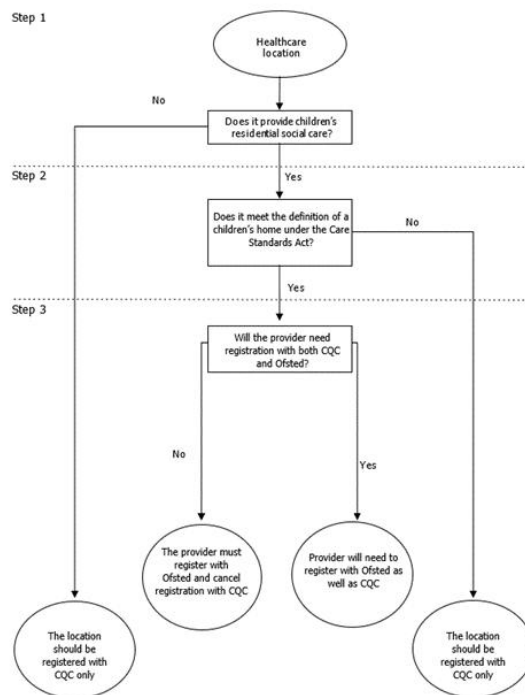 Step 1
Healthcare
location
No
Does it provide children's
residential social care?
Step 2
Yes
Does it meet the definition of a
children's home under the Care
Standards Act?
No
Yes
Step 3
Will the provider need
registration with both CQC
and Ofsted?
No
Yes
The provider must
register with
Ofsted and cancel
registration with CQC
Provider will need to
register with Ofsted as
well as CQC
The location
should be
registered with
CQC only
The location
should be
registered with
CQC only